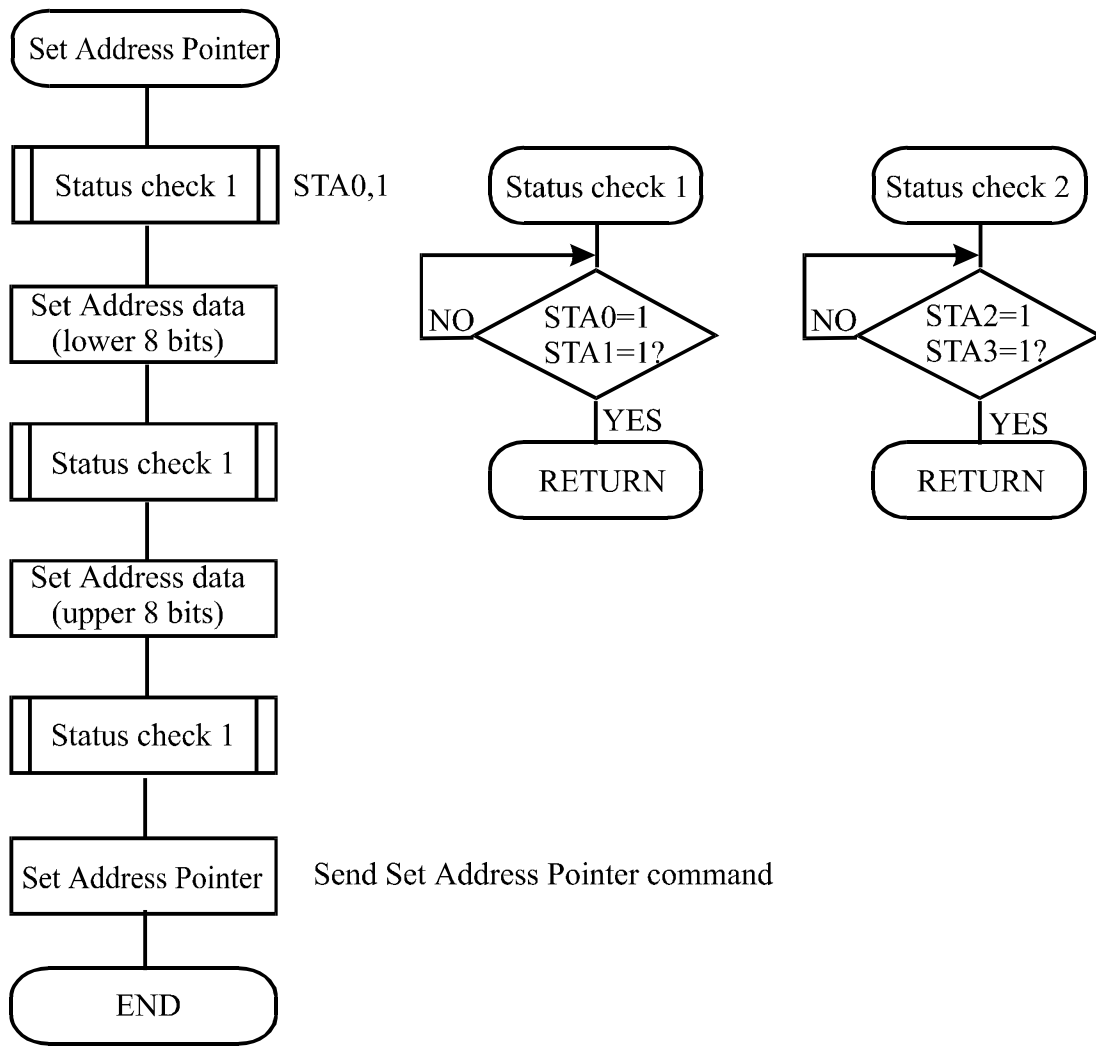 Set Address Pointer
Status check 1
STA0,1
Set Address data
(lower 8 bits)
Status check 1
Set Address data
(upper 8 bits)
Status check 1
Set Address Pointer
Send Set Address Pointer command
END
Status check 1
NO
STA0=1
STA1=1?
YES
RETURN
Status check 2
NO
STA2=1
STA3=1?
YES
RETURN